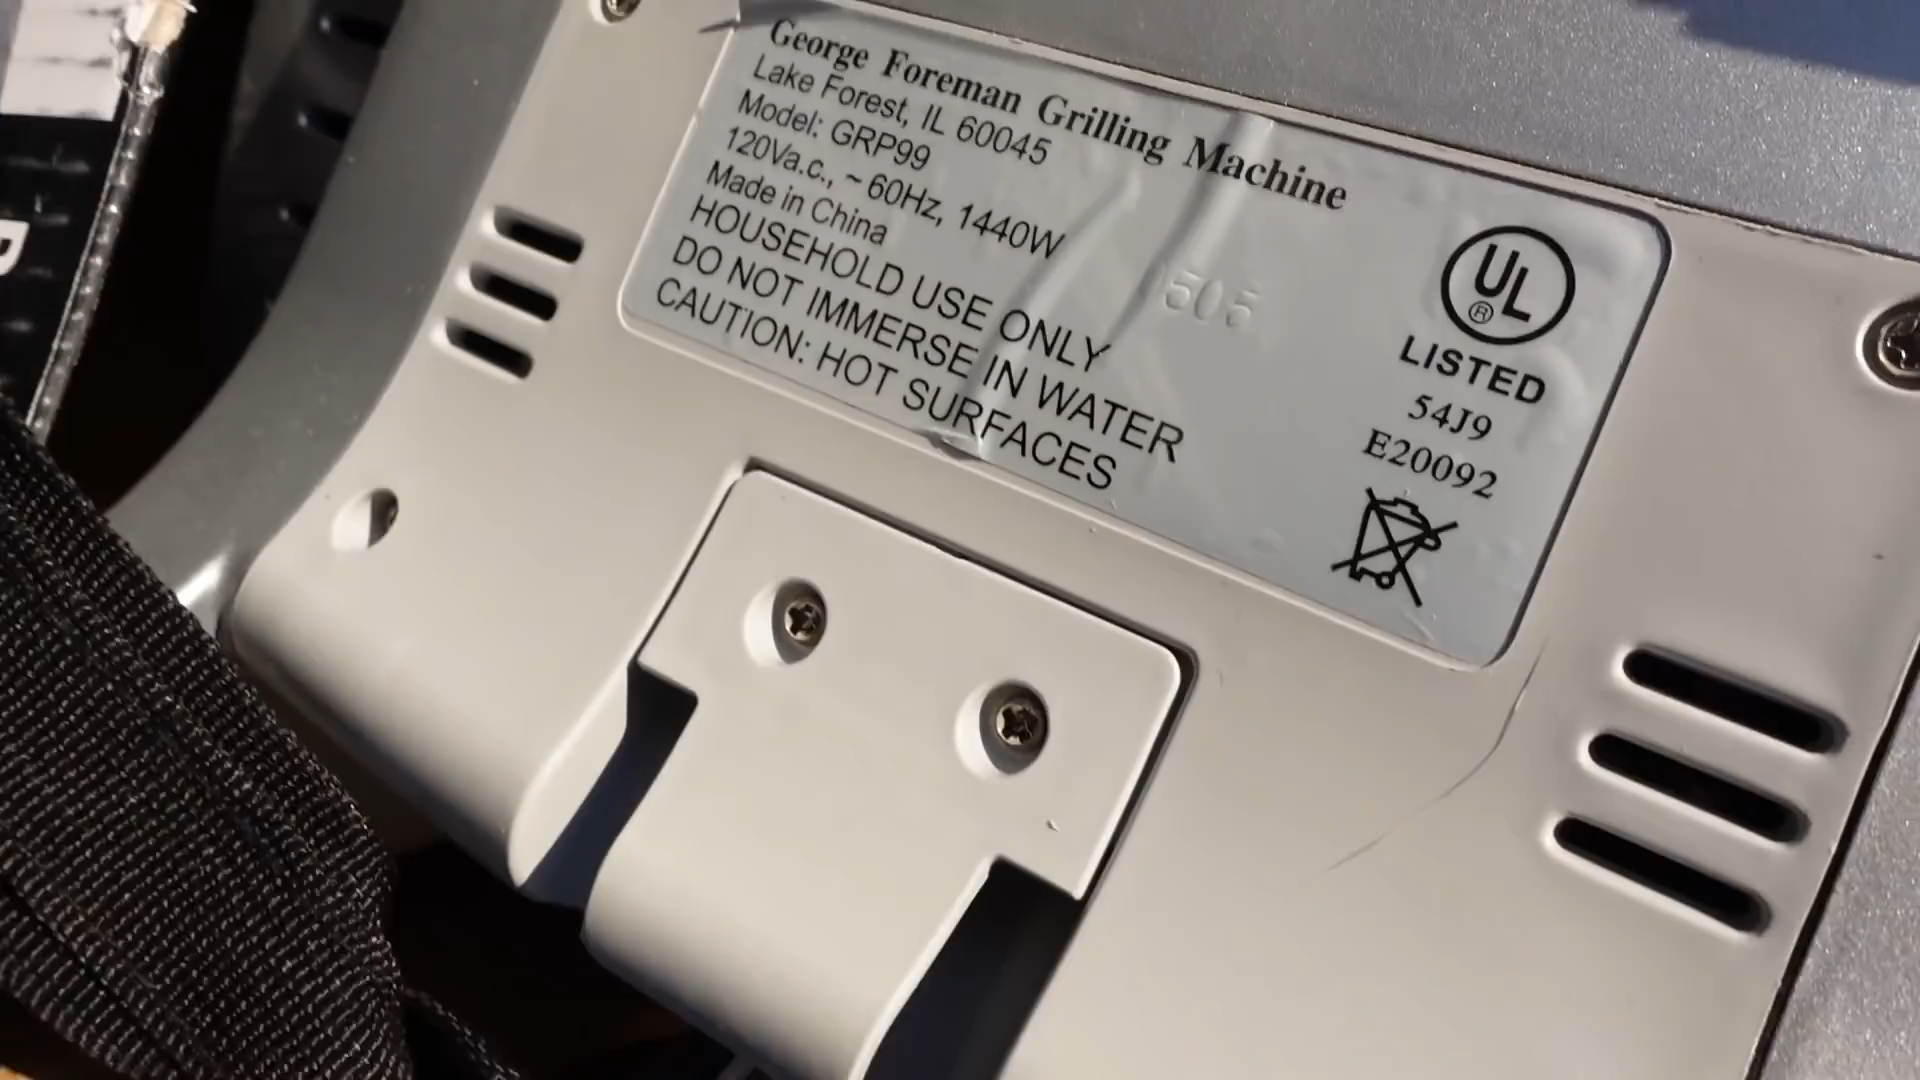 George Foreman Grilling Machine
Lake Forest, IL 60045
Model: GRP99
120Va.c., ~ 60Hz, 1440W
Made in China
HOUSEHOLD USE ONLY
DO NOT IMMERSE IN WATER
CAUTION: HOT SURFACES
505
UL
®
LISTED
54J9
E20092